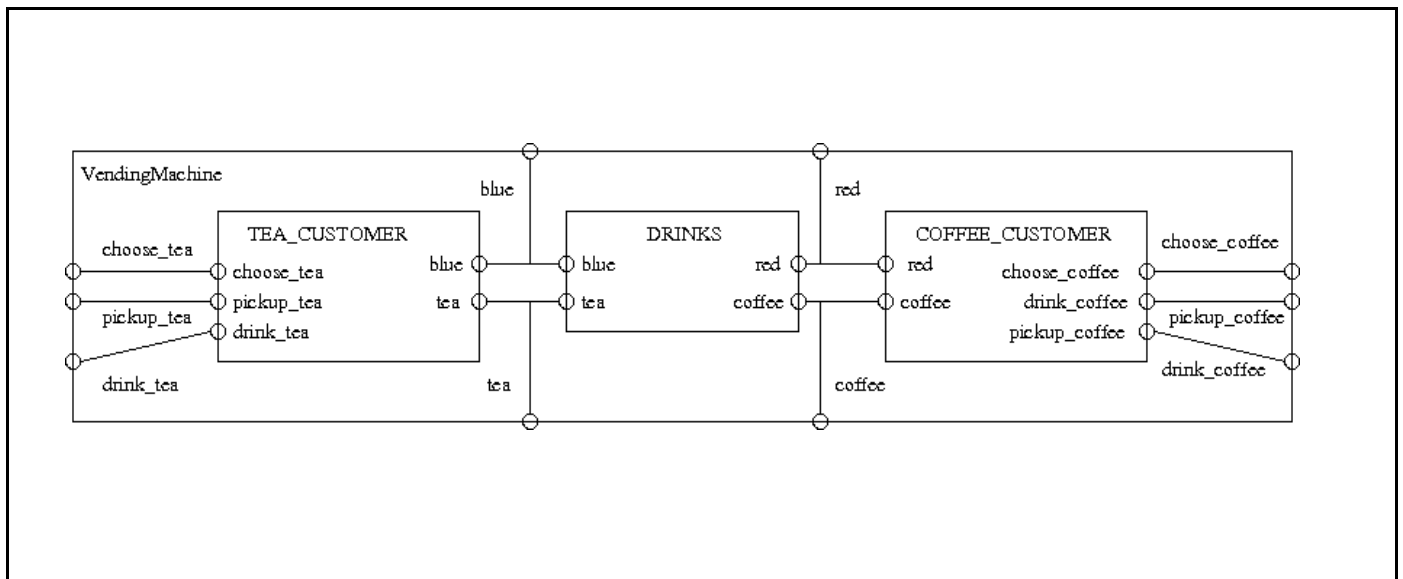 VendingMachine
blue
red
choose_tea
pickup_tea
drink_tea
TEA_CUSTOMER
choose_tea
pickup_tea
drink_tea
blue
tea
DRINKS
blue
tea
red
coffee
COFFEE_CUSTOMER
red
coffee
choose_coffee
drink_coffee
pickup_coffee
choose_coffee
pickup_coffee
drink_coffee
tea
coffee